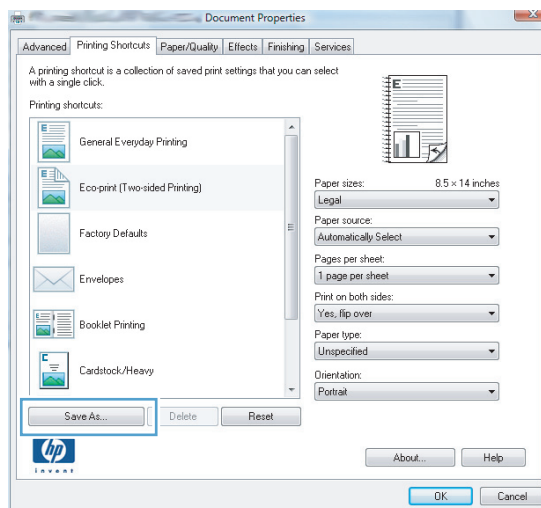 Document Properties
Advanced Printing Shortcuts Paper/Quality Effects Finishing Services
A printing shortcut is a collection of saved print settings that you can select
with a single click.
Printing shortcuts:
General Everyday Printing
Eco-print (Two-sided Printing)
Factory Defaults
Envelopes
Booklet Printing
Cardstock/Heavy
Save As... Delete Reset
E
Paper sizes: 8.5 × 14 inches
Legal
Paper source:
Automatically Select
Pages per sheet:
1 page per sheet
Print on both sides:
Yes, flip over
Paper type:
Unspecified
Orientation:
Portrait
hp
invent
About... Help
OK Cancel